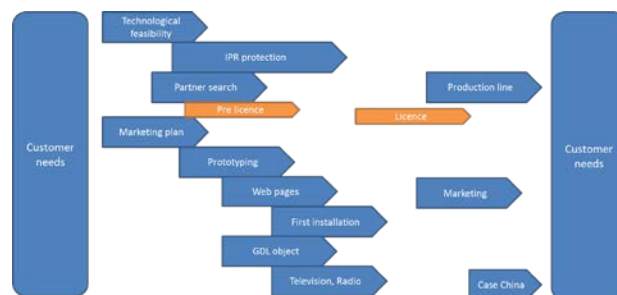 Technological
feasibility
IPR protection
Partner search
Production line
Pre licence
Licence
Marketing plan
Customer
needs
Customer
needs
Prototyping
Web pages
Marketing
First installation
GDL object
Television, Radio
Case China